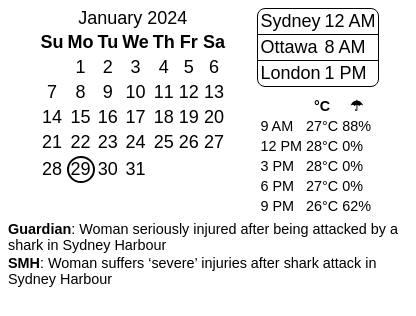 January 2024
Su Mo Tu We Th Fr Sa
1 2 3 4 5 6
7 8 9 10 11 12 13
14 15 16 17 18 19 20
21 22 23 24 25 26 27
28 29 30 31
Sydney 12 AM
Ottawa 8 AM
London 1 PM
°C ☂
9 AM 27°C 88%
12 PM 28°C 0%
3 PM 28°C 0%
6 PM 27°C 0%
9 PM 26°C 62%
Guardian: Woman seriously injured after being attacked by a
shark in Sydney Harbour
SMH: Woman suffers ‘severe’ injuries after shark attack in
Sydney Harbour